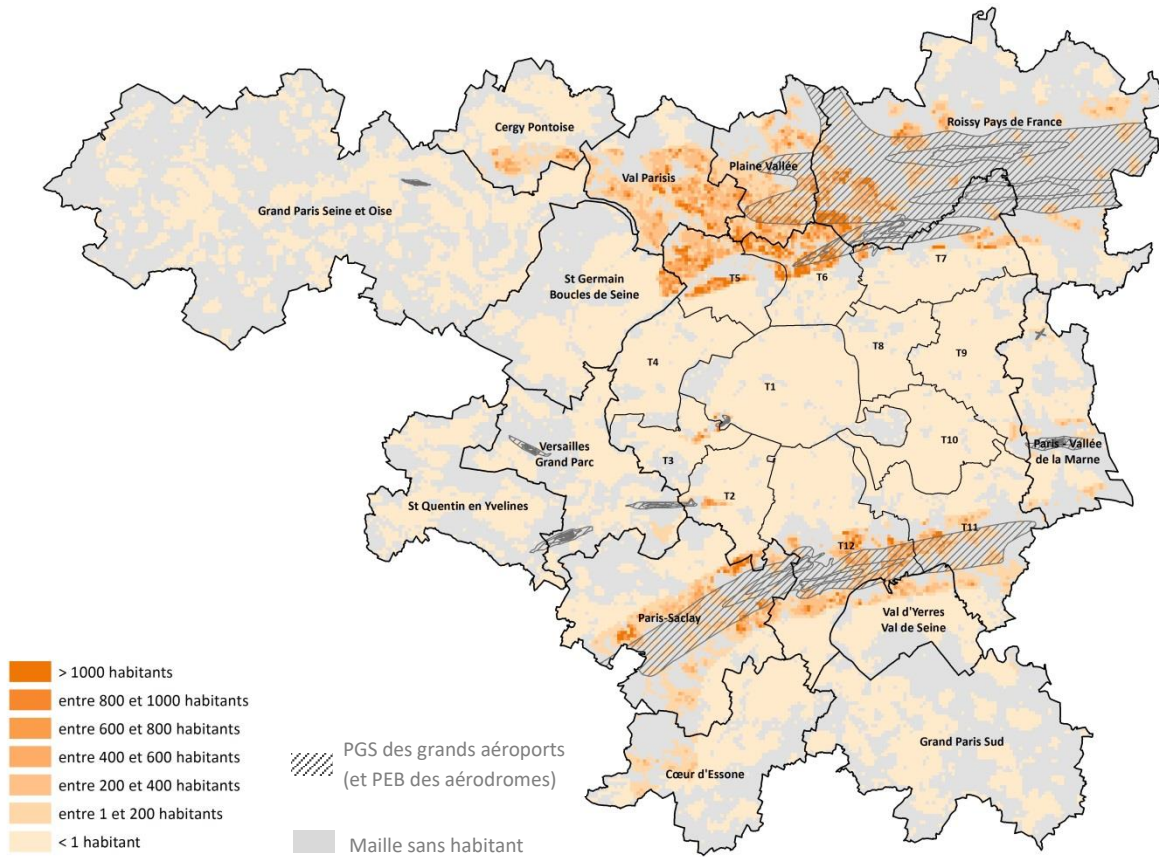 Cergy Pontoise
Roissy Pays de France
Val Parisis
Plaine Vallée
Grand Paris Seine et Oise
T7
T5
T6
St Germain
Boucles de Seine
T8
T9
T4
T1
T10
Versailles
Grand Parc
Paris - Vallée
de la Marne
T3
T2
St Quentin en Yvelines
T11
T12
Paris-Saclay
Val d'Yerres
Val de Seine
Grand Paris Sud
Cœur d'Essone
> 1000 habitants
entre 800 et 1000 habitants
entre 600 et 800 habitants
entre 400 et 600 habitants
entre 200 et 400 habitants
entre 1 et 200 habitants
< 1 habitant
PGS des grands aéroports
(et PEB des aérodromes)
Maille sans habitant